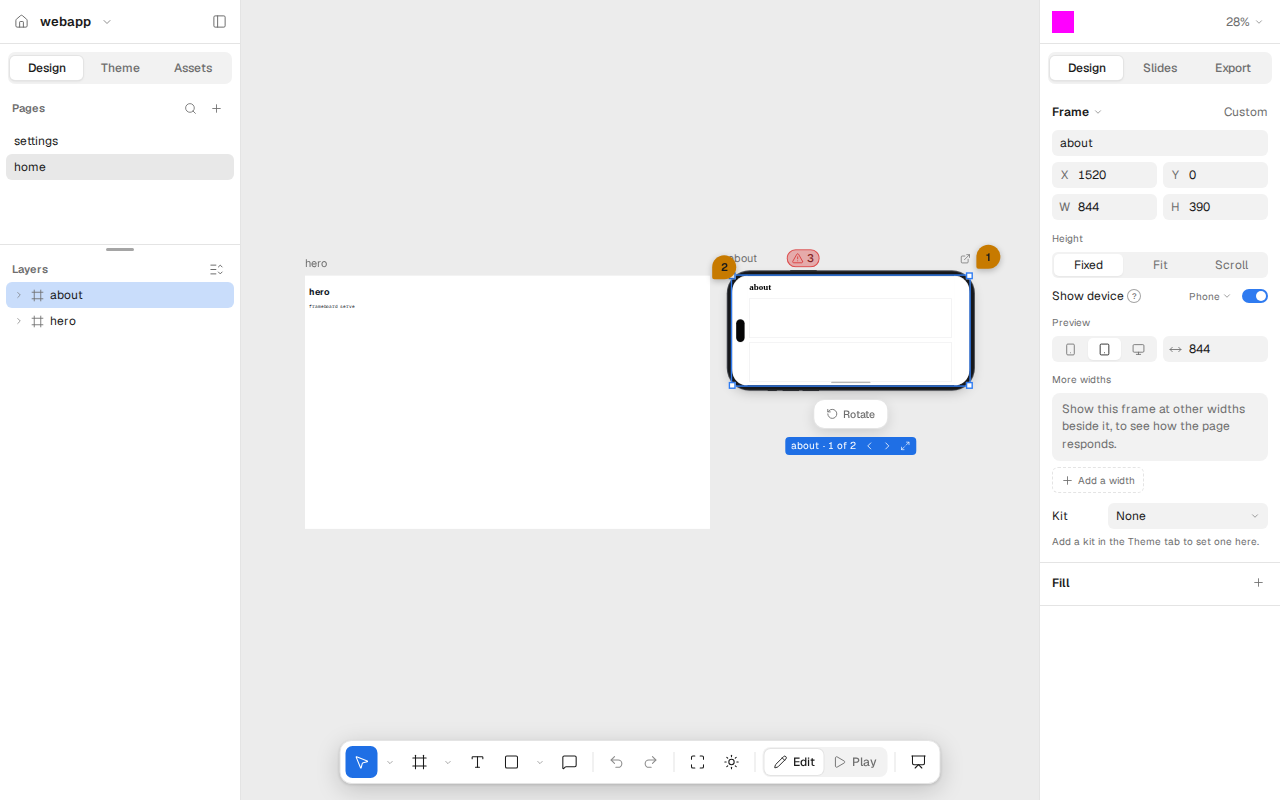 webapp
28%
Design
Theme
Assets
Design
Slides
Export
Pages
settings
home
Frame
Custom
about
X 1520
Y 0
W 844
H 390
Height
Fixed
Fit
Scroll
Show device
?
Phone
Preview
844
More widths
Show this frame at other widths
beside it, to see how the page
responds.
Add a width
Kit
None
Add a kit in the Theme tab to set one here.
Fill
Layers
about
hero
hero
hero
3
1
2
about
Rotate
about · 1 of 2
Edit
Play